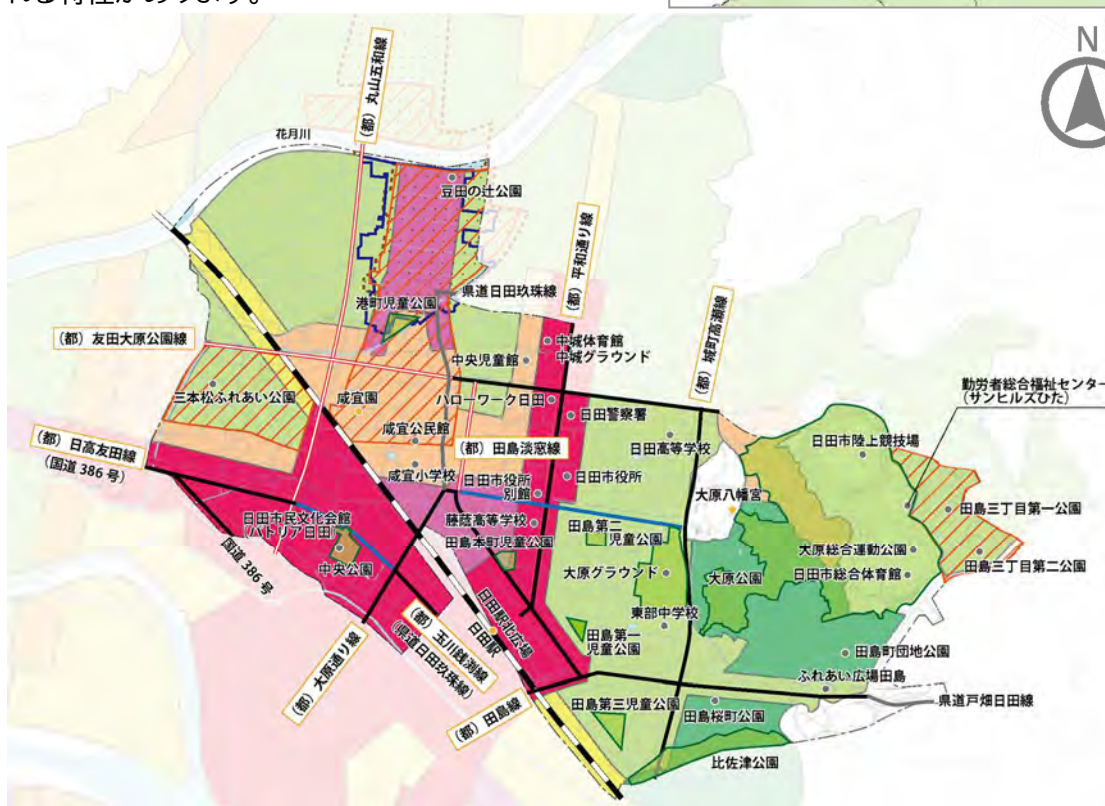 れる特性があります。
N
花月川
(都) 丸山五和線
豆田の辻公園
(都) 平和通り線
県道日田玖珠線
港町児童公園
(都) 城町高瀬線
中城体育館
中城グラウンド
(都) 友田大原公園線
中央児童館
勤労者総合福祉センター
(サンヒルズひた)
三本松ふれあい公園
咸宜園
ハローワーク日田
日田警察署
日田市陸上競技場
咸宜公民館
(都) 田島淡窓線
日田高等学校
(都) 日高友田線
(国道 386 号)
咸宜小学校
日田市役所
別館
日田市役所
大原八幡宮
田島三丁目第一公園
日田市民文化会館
(パトリア日田)
藤蔭高等学校
田島第二
児童公園
田島本町児童公園
大原総合運動公園
国道 386 号
中央公園
大原グラウンド
大原公園
日田市総合体育館
田島三丁目第二公園
日田駅北広場
東部中学校
日田駅
田島第一
児童公園
田島町団地公園
(都) 大原通り線
(都) 玉川銭渕線
(県道日田玖珠線)
ふれあい広場田島
(都) 田島線
田島第三児童公園
田島桜町公園
県道戸畑日田線
比佐津公園